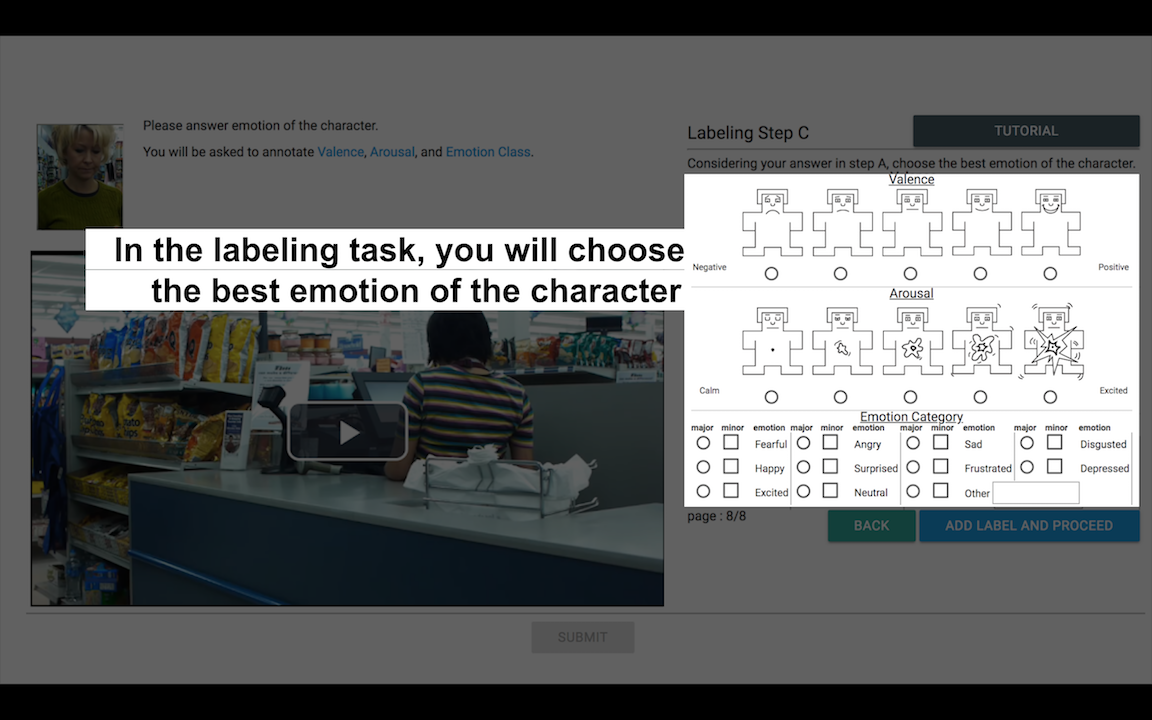 Please answer emotion of the character.
You will be asked to annotate Valence, Arousal, and Emotion Class.
In the labeling task, you will choose
the best emotion of the character
Labeling Step C
TUTORIAL
Considering your answer in step A, choose the best emotion of the character.
Valence
Negative
Positive
Arousal
Calm
Excited
Emotion Category
major minor emotion major minor emotion major minor emotion major minor emotion
Fearful Angry Sad Disgusted
Happy Surprised Frustrated Depressed
Excited Neutral Other
page : 8/8
BACK
ADD LABEL AND PROCEED
SUBMIT